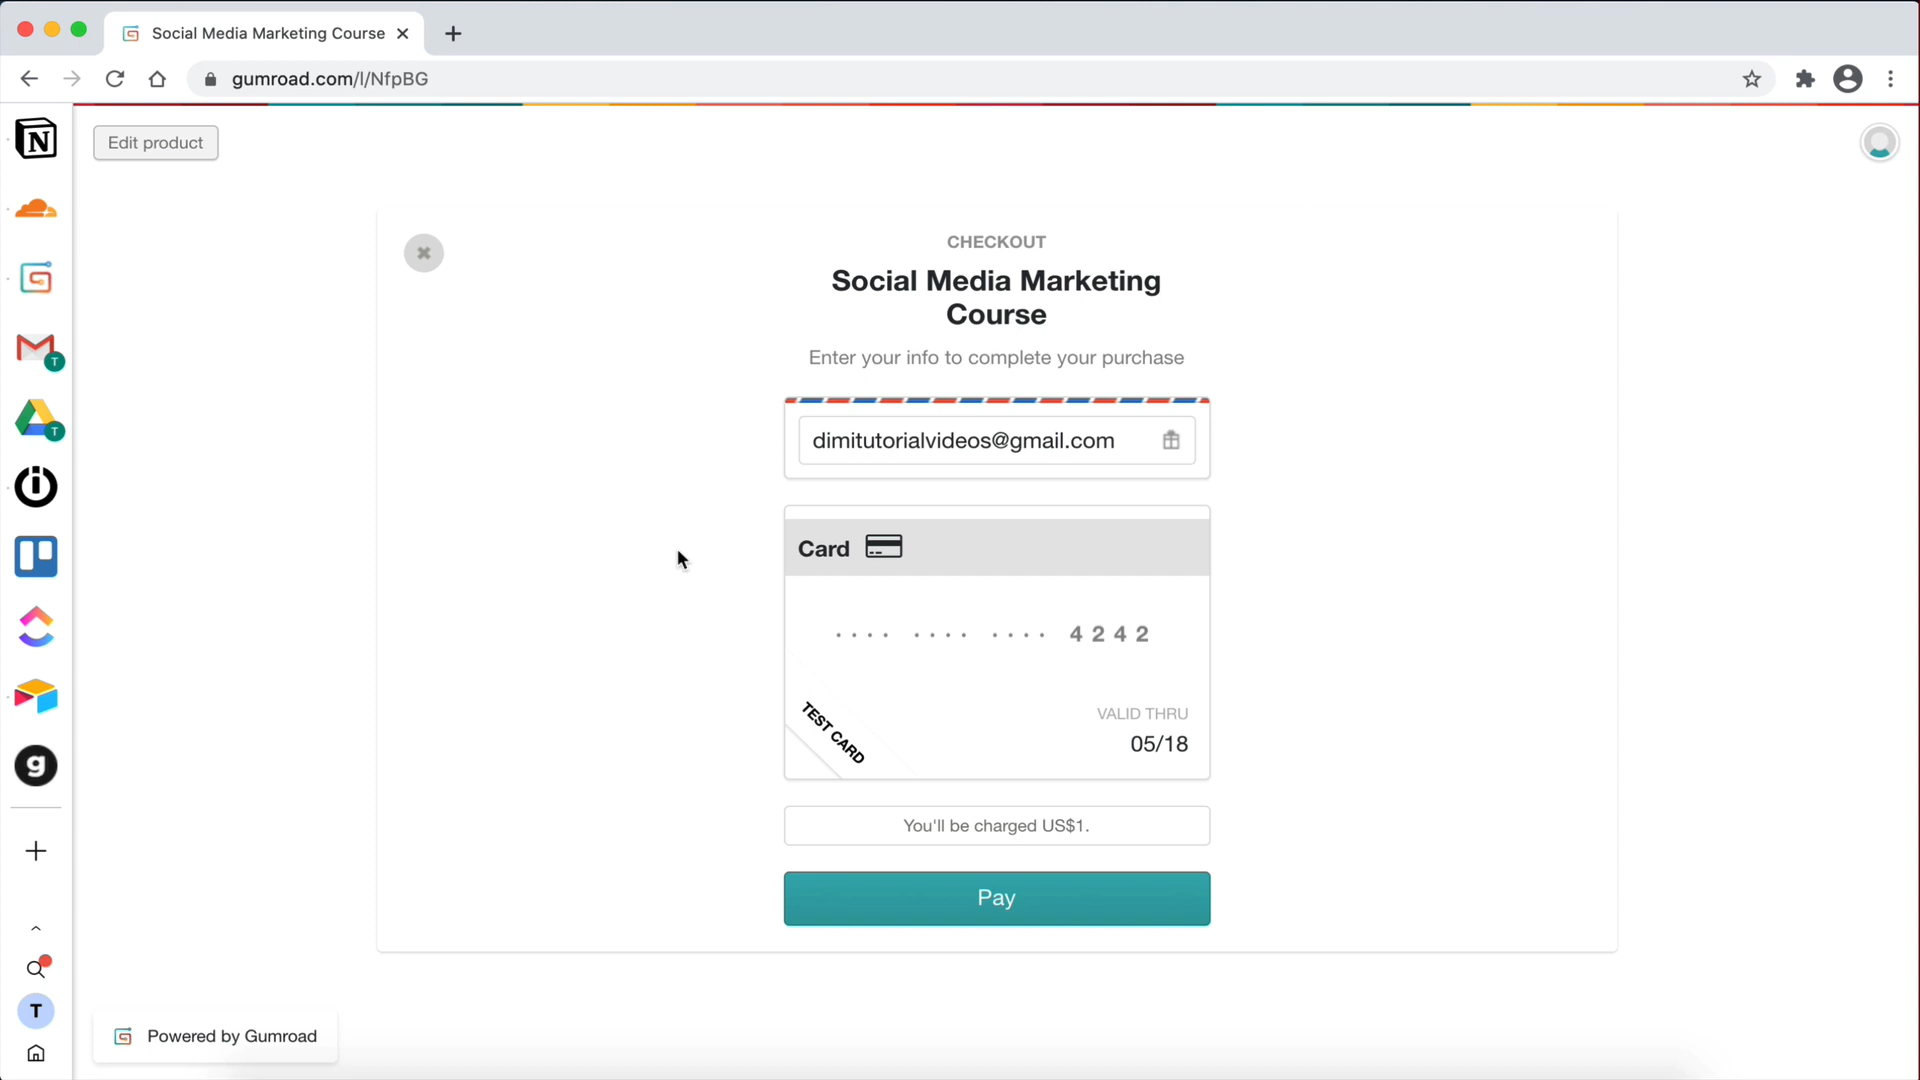 Social Media Marketing Course
gumroad.com/l/NfpBG
Edit product
CHECKOUT
Social Media Marketing
Course
Enter your info to complete your purchase
dimitutorialvideos@gmail.com
Card
···· ···· ···· 4242
TEST CARD
VALID THRU
05/18
You'll be charged US$1.
Pay
N
T
T
g
T
Powered by Gumroad